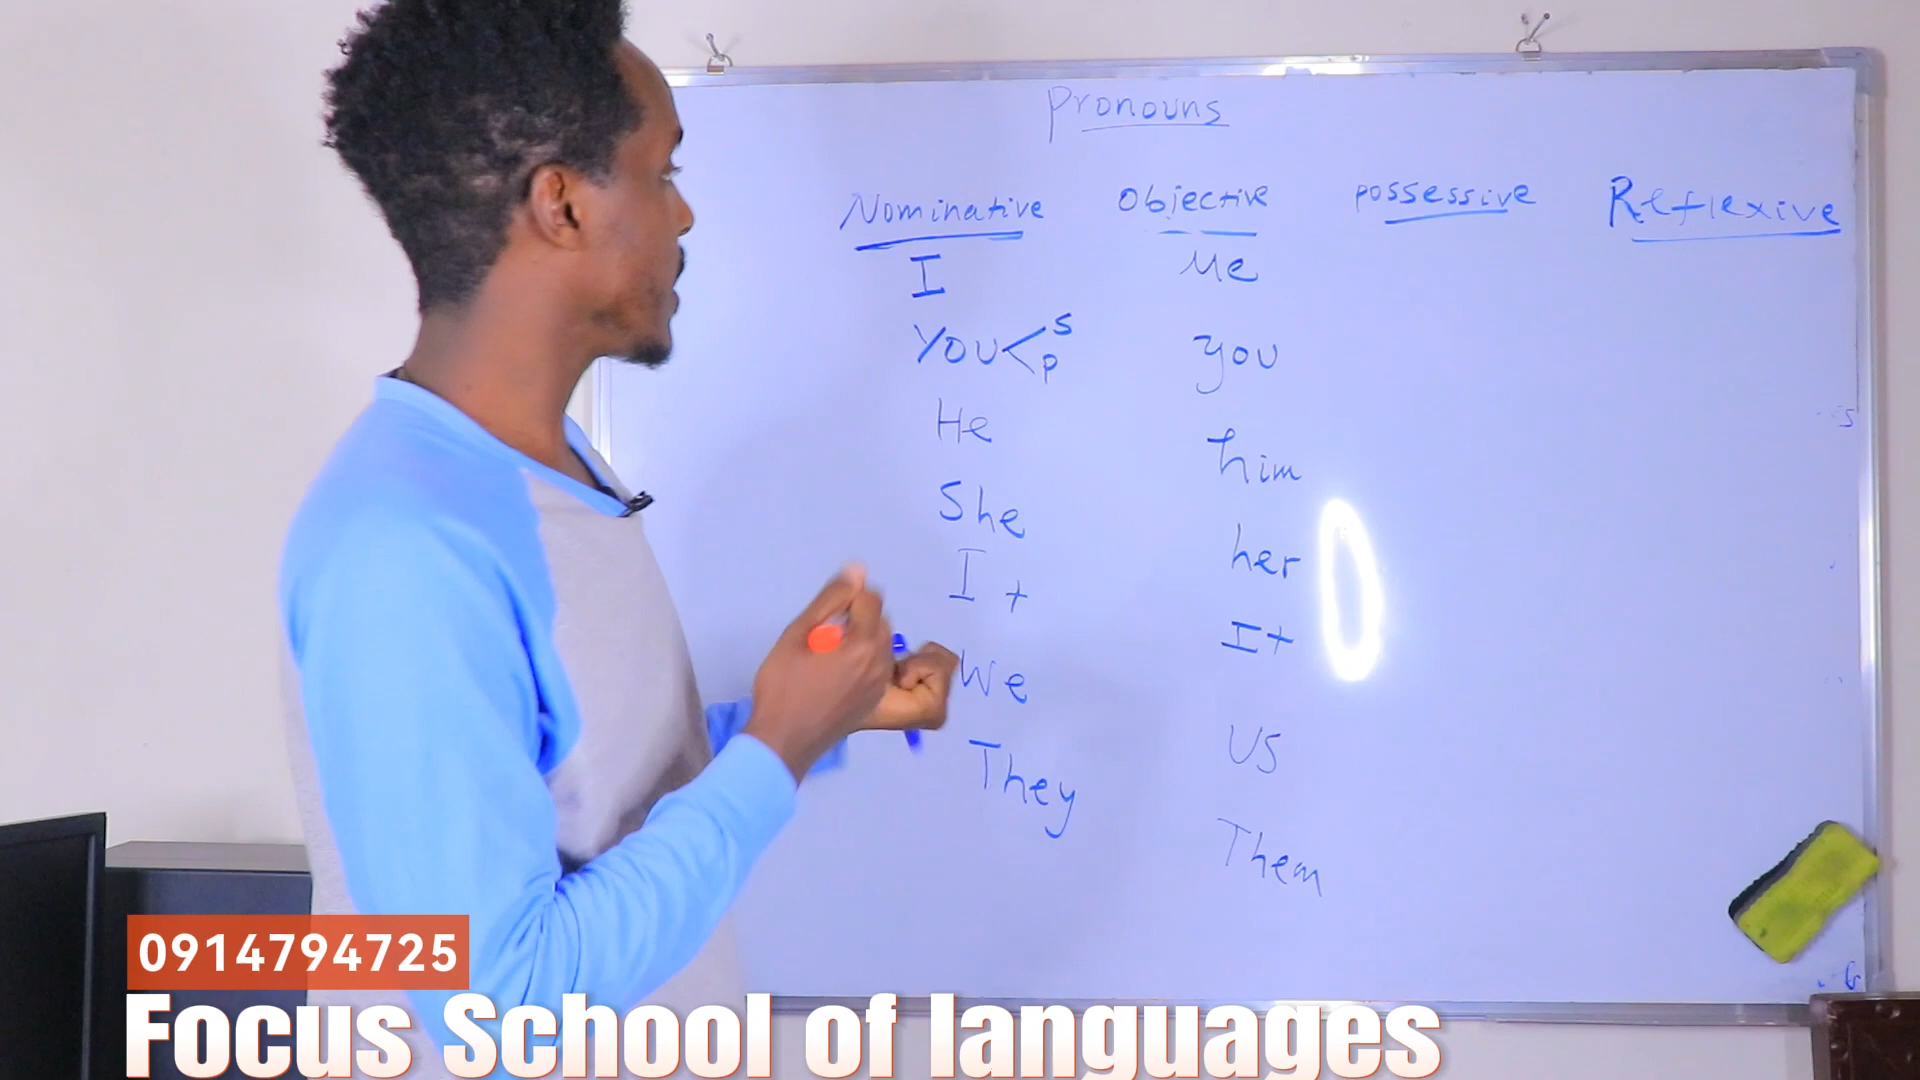 Pronouns
Nominative Objective possessive Reflexive
I Me
YOU < S P you
He him
She her
It It
We US
They Them
0914794725
Focus School of languages